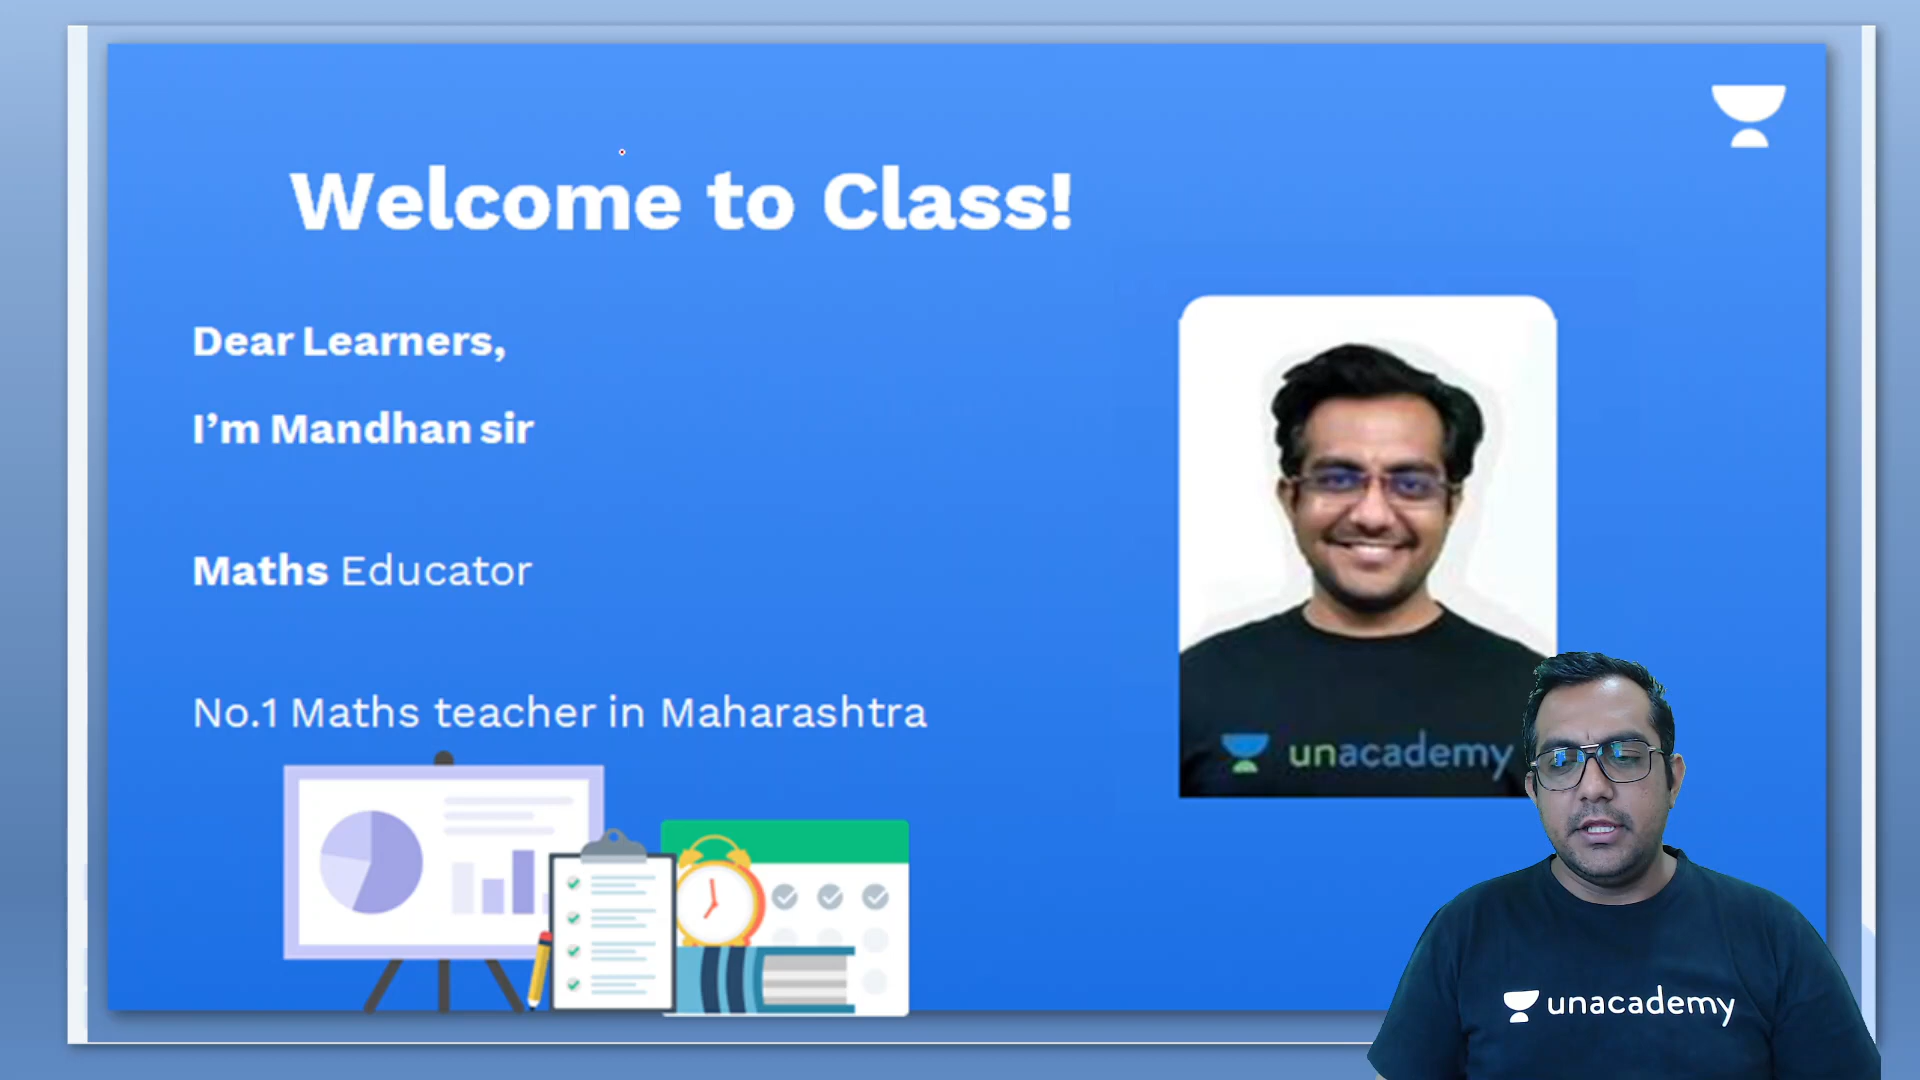 Welcome to Class!
Dear Learners,
I’m Mandhan sir
Maths Educator
No.1 Maths teacher in Maharashtra
unacademy
unacademy